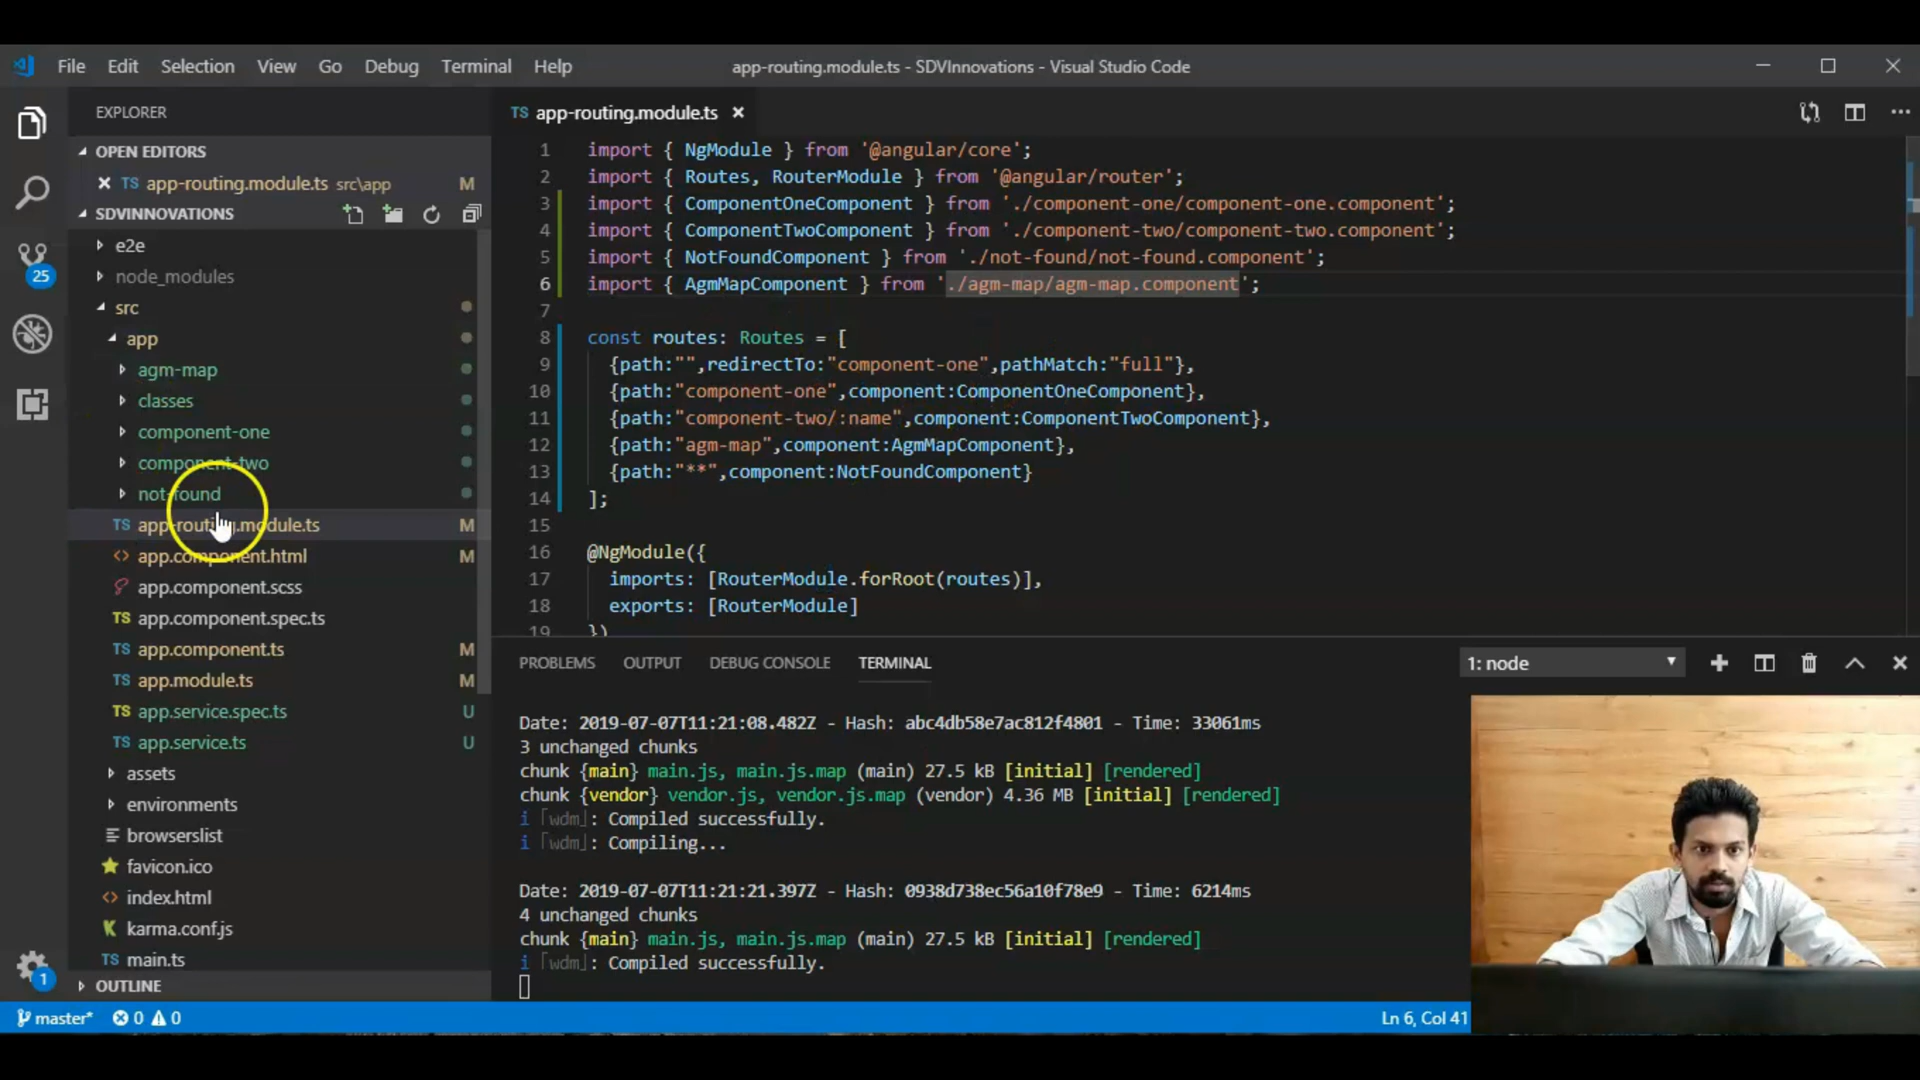 File Edit Selection View Go Debug Terminal Help
app-routing.module.ts - SDVInnovations - Visual Studio Code
EXPLORER
OPEN EDITORS
TS app-routing.module.ts src\app M
SDVINNOVATIONS
e2e
node_modules
src
app
agm-map
classes
component-one
component-two
not-found
TS app-routing.module.ts M
<> app.component.html M
app.component.scss
TS app.component.spec.ts
TS app.component.ts M
TS app.module.ts M
TS app.service.spec.ts U
TS app.service.ts U
assets
environments
browserslist
favicon.ico
<> index.html
K karma.conf.js
TS main.ts
OUTLINE
25
1
TS app-routing.module.ts
1 import { NgModule } from '@angular/core';
2 import { Routes, RouterModule } from '@angular/router';
3 import { ComponentOneComponent } from './component-one/component-one.component';
4 import { ComponentTwoComponent } from './component-two/component-two.component';
5 import { NotFoundComponent } from './not-found/not-found.component';
6 import { AgmMapComponent } from './agm-map/agm-map.component';
7
8 const routes: Routes = [
9 {path:"",redirectTo:"component-one",pathMatch:"full"},
10 {path:"component-one",component:ComponentOneComponent},
11 {path:"component-two/:name",component:ComponentTwoComponent},
12 {path:"agm-map",component:AgmMapComponent},
13 {path:"**",component:NotFoundComponent}
14 ];
15
16 @NgModule({
17 imports: [RouterModule.forRoot(routes)],
18 exports: [RouterModule]
19 })
PROBLEMS OUTPUT DEBUG CONSOLE TERMINAL
1: node
Date: 2019-07-07T11:21:08.482Z - Hash: abc4db58e7ac812f4801 - Time: 33061ms
3 unchanged chunks
chunk {main} main.js, main.js.map (main) 27.5 kB [initial] [rendered]
chunk {vendor} vendor.js, vendor.js.map (vendor) 4.36 MB [initial] [rendered]
i ｢wdm｣: Compiled successfully.
i ｢wdm｣: Compiling...
Date: 2019-07-07T11:21:21.397Z - Hash: 0938d738ec56a10f78e9 - Time: 6214ms
4 unchanged chunks
chunk {main} main.js, main.js.map (main) 27.5 kB [initial] [rendered]
i ｢wdm｣: Compiled successfully.
master* 0 0
Ln 6, Col 41